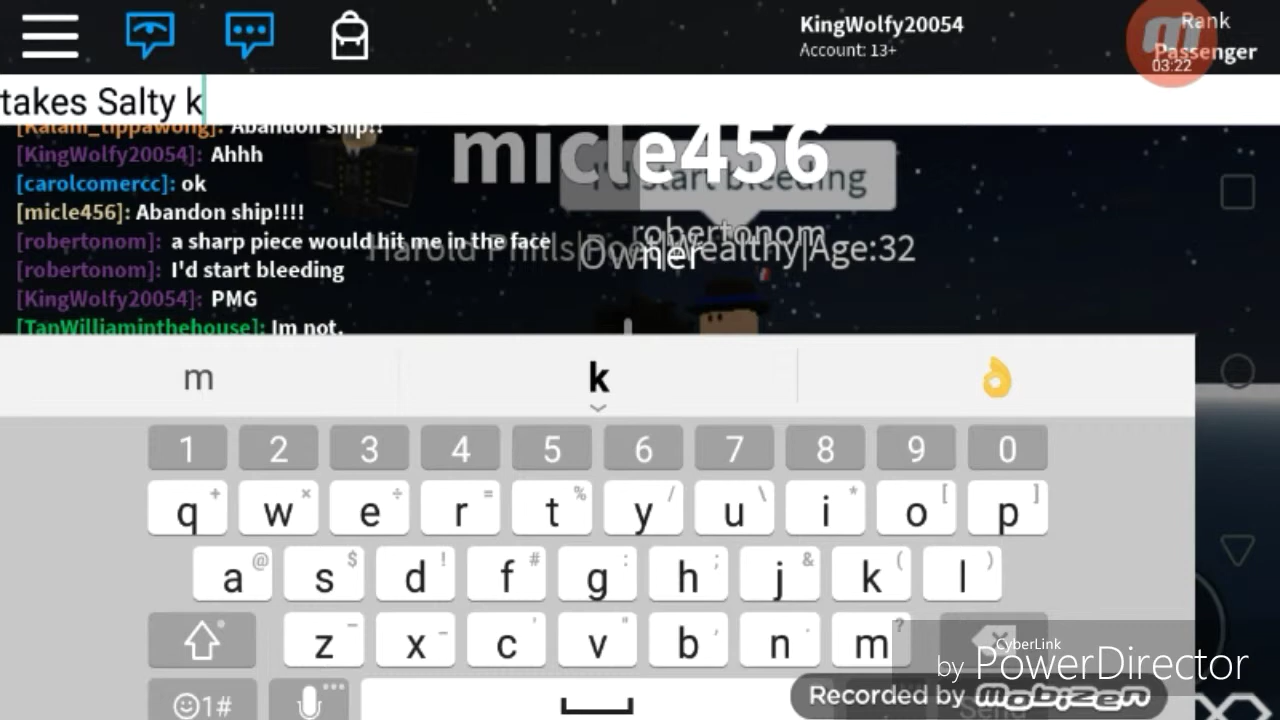 KingWolfy20054
Account: 13+
Rank
Passenger
03:22
takes Salty k
[Kalani_tippawong]: Abandon ship!!
[KingWolfy20054]: Ahhh
[carolcomercc]: ok
[micle456]: Abandon ship!!!!
[robertonom]: a sharp piece would hit me in the face
[robertonom]: I'd start bleeding
[KingWolfy20054]: PMG
[TanWilliaminthehouse]: Im not.
micle456
I'd start bleeding
robertonom
Owner
Wealthy|Age:32
m
k
👌
1 2 3 4 5 6 7 8 9 0
q + w × e ÷ r = t % y / u \ i * o [ p ]
a @ s $ d ! f # g : h ; j & k ( l )
z - x _ c ' v " b , n . m ?
☺1#
CyberLink
by PowerDirector
Recorded by mobizen
Send